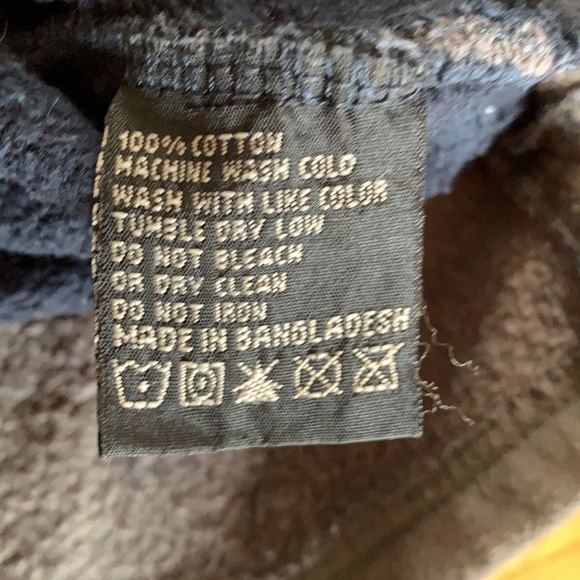 100% COTTON
MACHINE WASH COLD
WASH WITH LIKE COLOR
TUMBLE DRY LOW
DO NOT BLEACH
OR DRY CLEAN
DO NOT IRON
MADE IN BANGLADESH